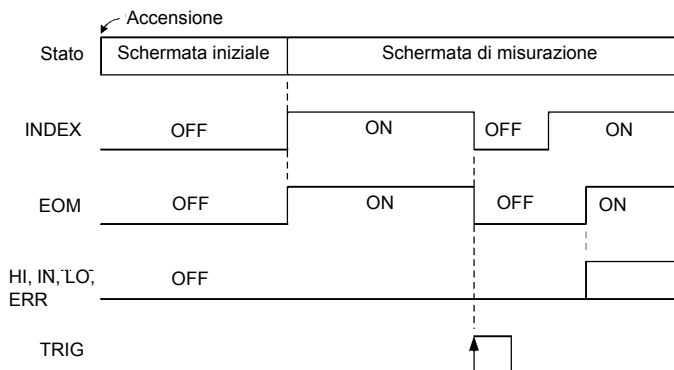 Accensione
Stato
Schermata iniziale
Schermata di misurazione
INDEX
OFF
ON
OFF
ON
EOM
OFF
ON
OFF
ON
HI, IN, LO,
ERR
OFF
TRIG